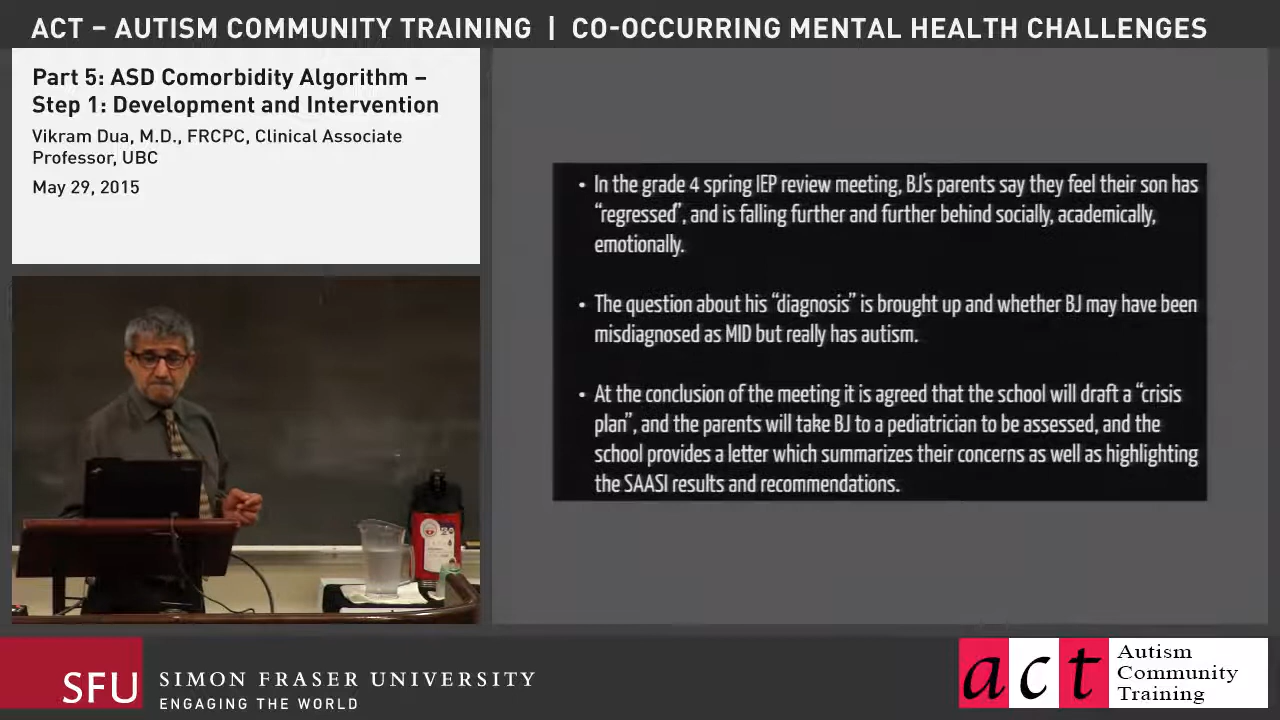 ACT – AUTISM COMMUNITY TRAINING | CO-OCCURRING MENTAL HEALTH CHALLENGES
Part 5: ASD Comorbidity Algorithm –
Step 1: Development and Intervention
Vikram Dua, M.D., FRCPC, Clinical Associate
Professor, UBC
May 29, 2015
• In the grade 4 spring IEP review meeting, BJ's parents say they feel their son has
“regressed”, and is falling further and further behind socially, academically,
emotionally.
• The question about his “diagnosis” is brought up and whether BJ may have been
misdiagnosed as MID but really has autism.
• At the conclusion of the meeting it is agreed that the school will draft a “crisis
plan”, and the parents will take BJ to a pediatrician to be assessed, and the
school provides a letter which summarizes their concerns as well as highlighting
the SAASI results and recommendations.
SFU SIMON FRASER UNIVERSITY
ENGAGING THE WORLD
act
Autism
Community
Training